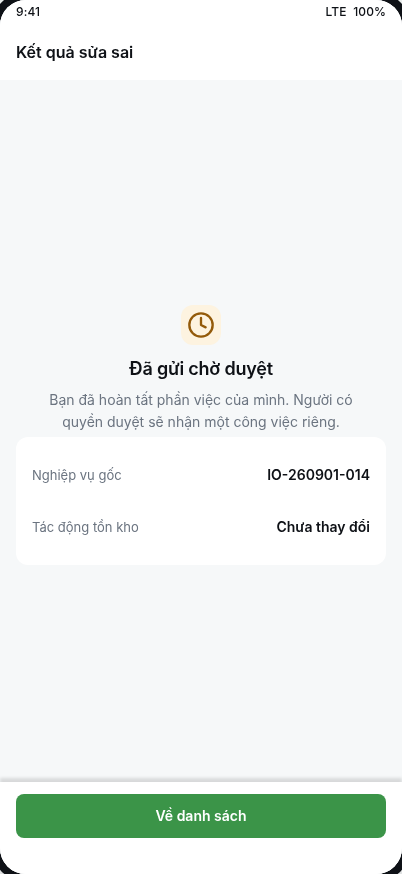 9:41 LTE 100%
Kết quả sửa sai
Đã gửi chờ duyệt
Bạn đã hoàn tất phần việc của mình. Người có
quyền duyệt sẽ nhận một công việc riêng.
Nghiệp vụ gốc IO-260901-014
Tác động tồn kho Chưa thay đổi
Về danh sách